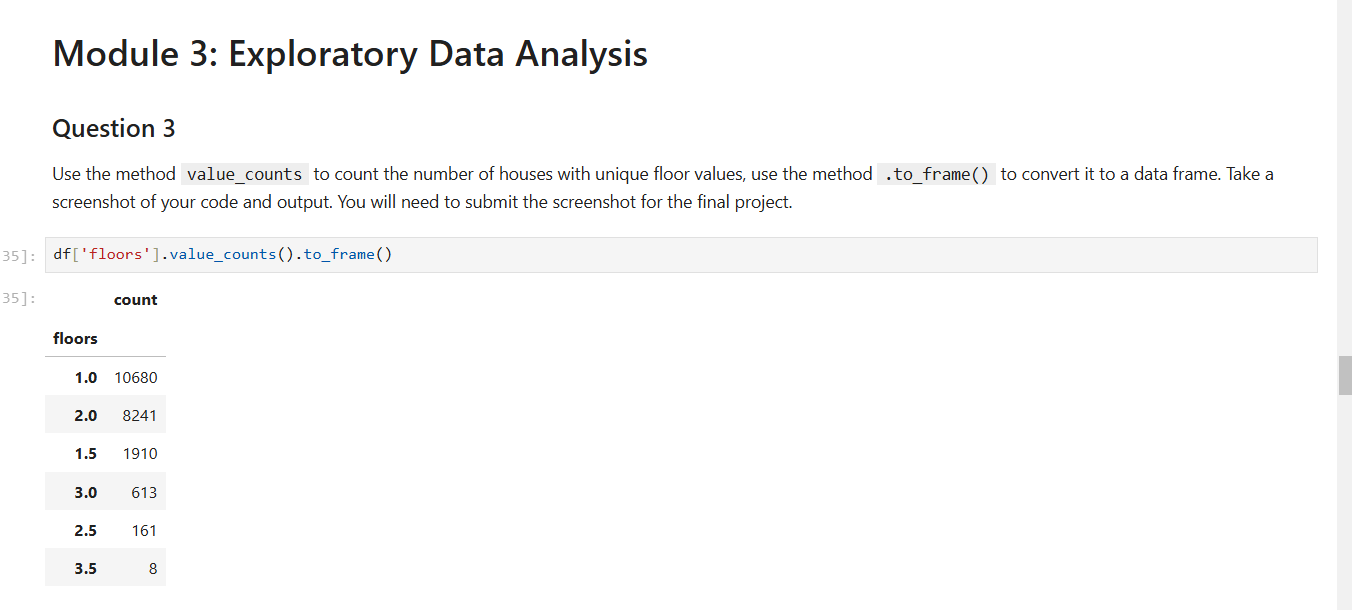 Module 3: Exploratory Data Analysis
Question 3
Use the method value_counts to count the number of houses with unique floor values, use the method .to_frame() to convert it to a data frame. Take a
screenshot of your code and output. You will need to submit the screenshot for the final project.
35]: df['floors'].value_counts().to_frame()
35]: count
floors
1.0 10680
2.0 8241
1.5 1910
3.0 613
2.5 161
3.5 8